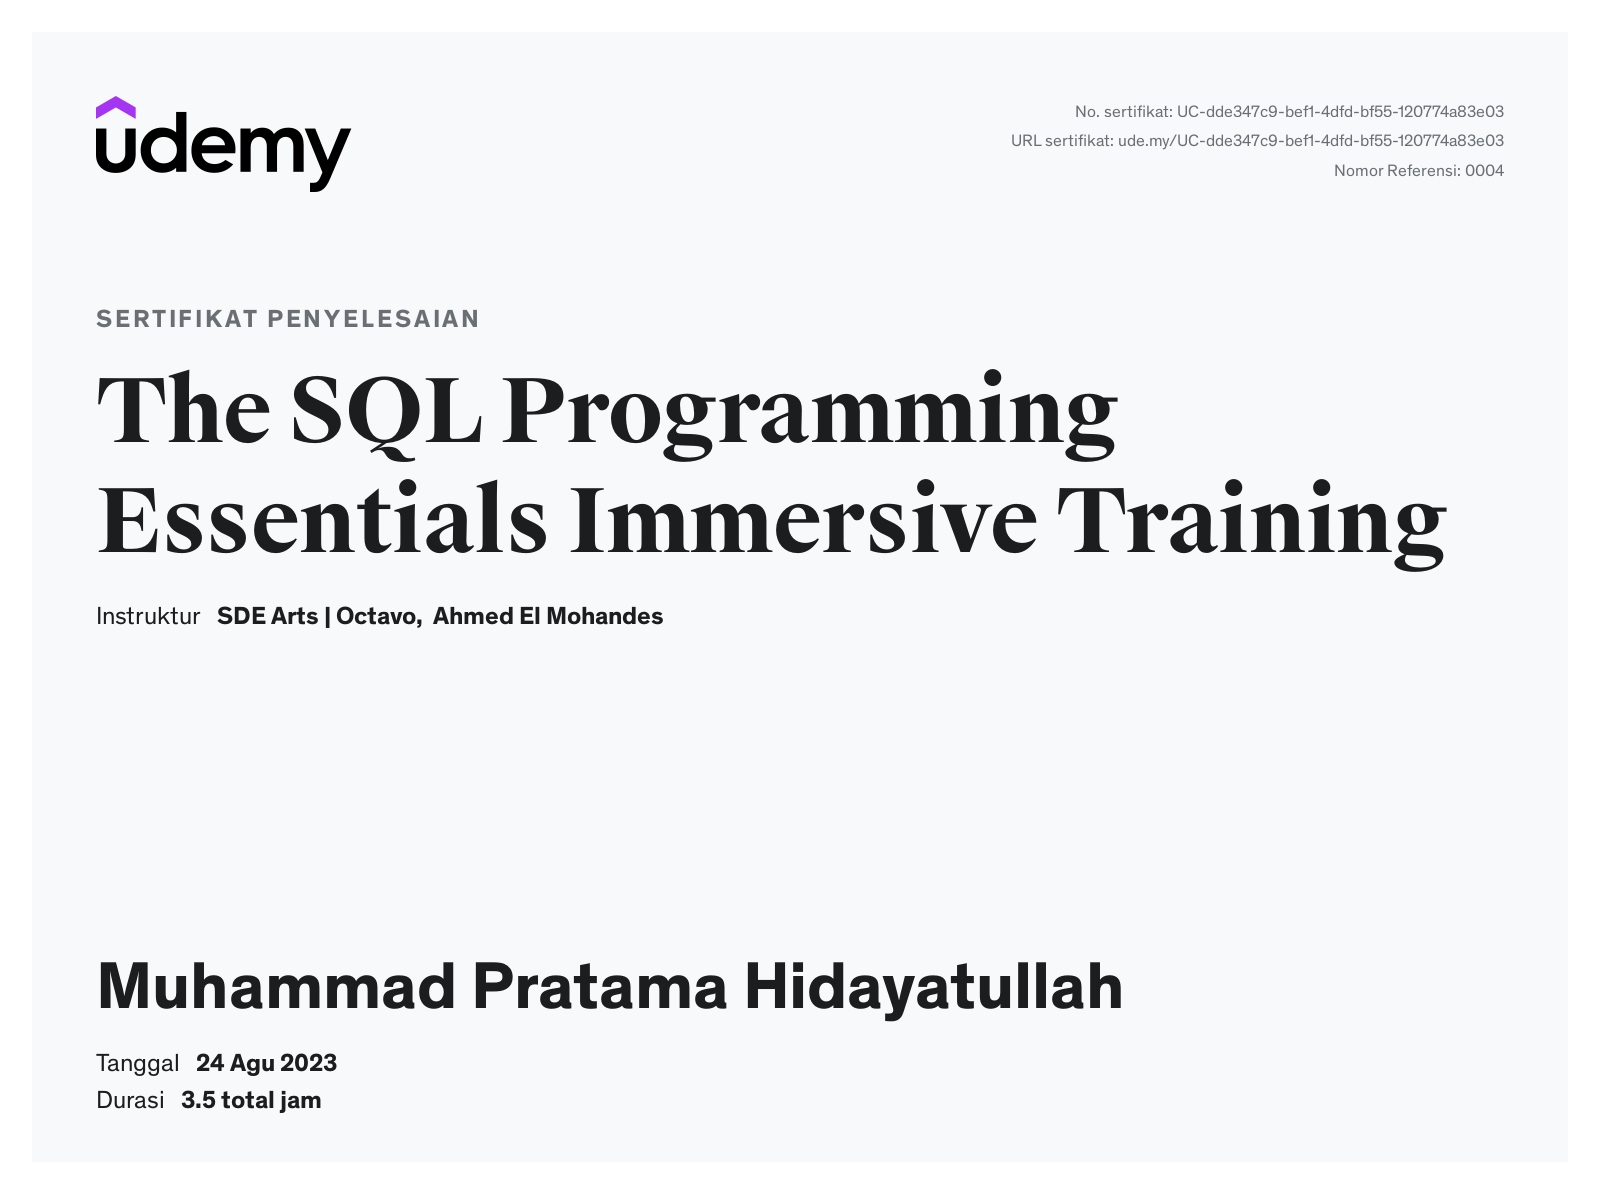 udemy
No. sertifikat: UC-dde347c9-bef1-4dfd-bf55-120774a83e03
URL sertifikat: ude.my/UC-dde347c9-bef1-4dfd-bf55-120774a83e03
Nomor Referensi: 0004
SERTIFIKAT PENYELESAIAN
The SQL Programming
Essentials Immersive Training
Instruktur SDE Arts | Octavo, Ahmed El Mohandes
Muhammad Pratama Hidayatullah
Tanggal 24 Agu 2023
Durasi 3.5 total jam